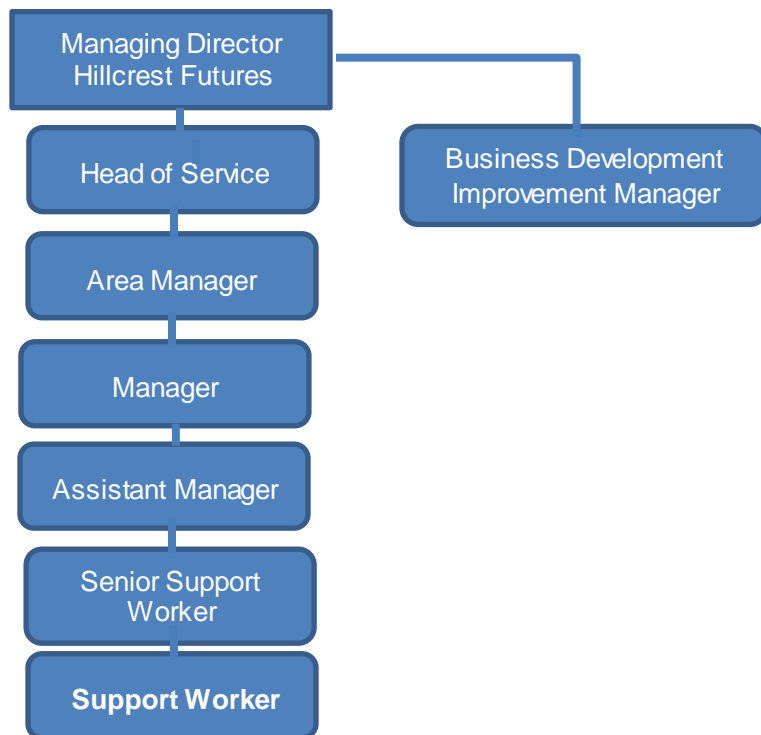 Managing Director
Hillcrest Futures
Head of Service
Business Development
Improvement Manager
Area Manager
Manager
Assistant Manager
Senior Support
Worker
Support Worker